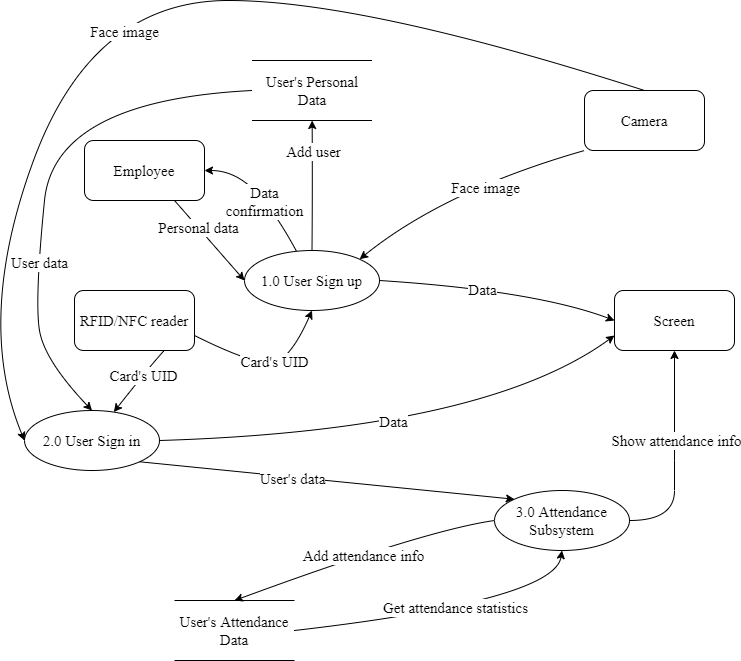 Face image
User's Personal
Data
Camera
Add user
Employee
Data
confirmation
Face image
Personal data
User data
1.0 User Sign up
Data
RFID/NFC reader
Screen
Card's UID
Card's UID
Data
2.0 User Sign in
Show attendance info
User's data
3.0 Attendance
Subsystem
Add attendance info
Get attendance statistics
User's Attendance
Data